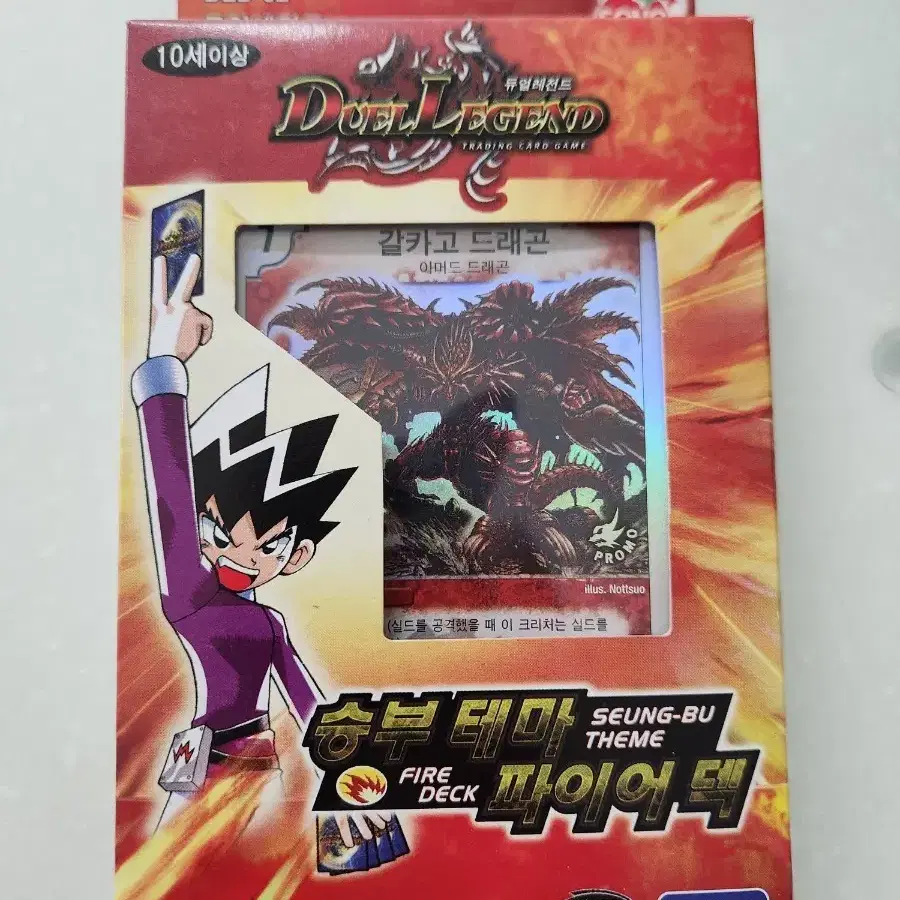 10세이상
듀얼레전드
DUEL LEGEND
TRADING CARD GAME
7
갈카고 드래곤
아머드 드래곤
PROMO
illus. Nottsuo
(실드를 공격했을 때 이 크리처는 실드를
승부 테마
SEUNG-BU
THEME
FIRE
DECK
파이어 덱